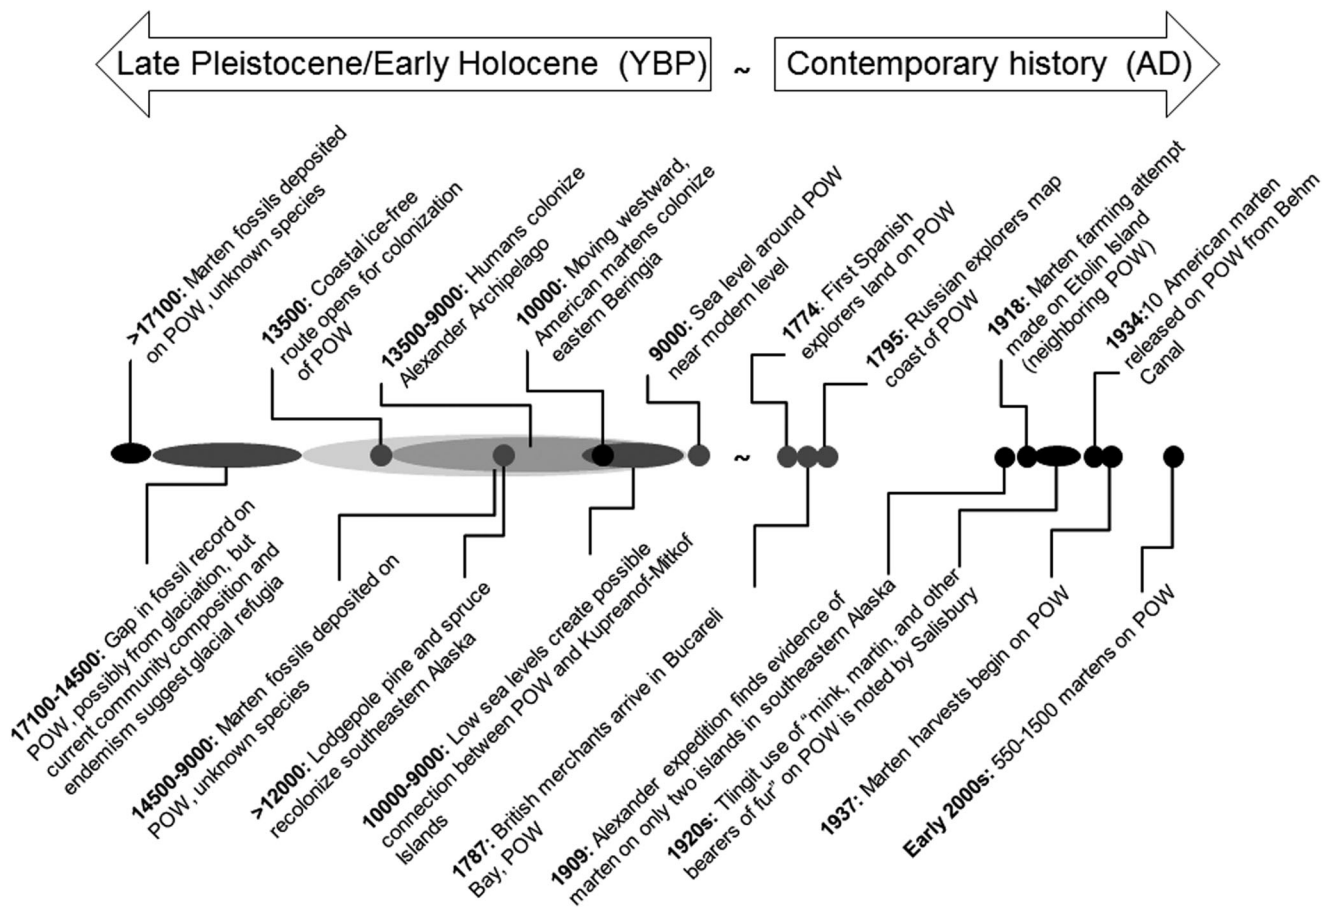 Late Pleistocene/Early Holocene (YBP)
~
Contemporary history (AD)
>17100: Marten fossils deposited
on POW, unknown species
13500: Coastal ice-free
route opens for colonization
of POW
13500-9000: Humans colonize
Alexander Archipelago
10000: Moving westward,
American martens colonize
eastern Beringia
9000: Sea level around POW
near modern level
1774: First Spanish
explorers land on POW
1795: Russian explorers map
coast of POW
1918: Marten farming attempt
made on Etolin Island
(neighboring POW)
1934:10 American marten
released on POW from Behm
Canal
~
17100-14500: Gap in fossil record on
POW, possibly from glaciation, but
current community composition and
endemism suggest glacial refugia
14500-9000: Marten fossils deposited on
POW, unknown species
>12000: Lodgepole pine and spruce
recolonize southeastern Alaska
10000-9000: Low sea levels create possible
connection between POW and Kupreanof-Mitkof
Islands
1787: British merchants arrive in Bucareli
Bay, POW
1909: Alexander expedition finds evidence of
marten on only two islands in southeastern Alaska
1920s: Tlingit use of “mink, martin, and other
bearers of fur” on POW is noted by Salisbury
1937: Marten harvests begin on POW
Early 2000s: 550-1500 martens on POW